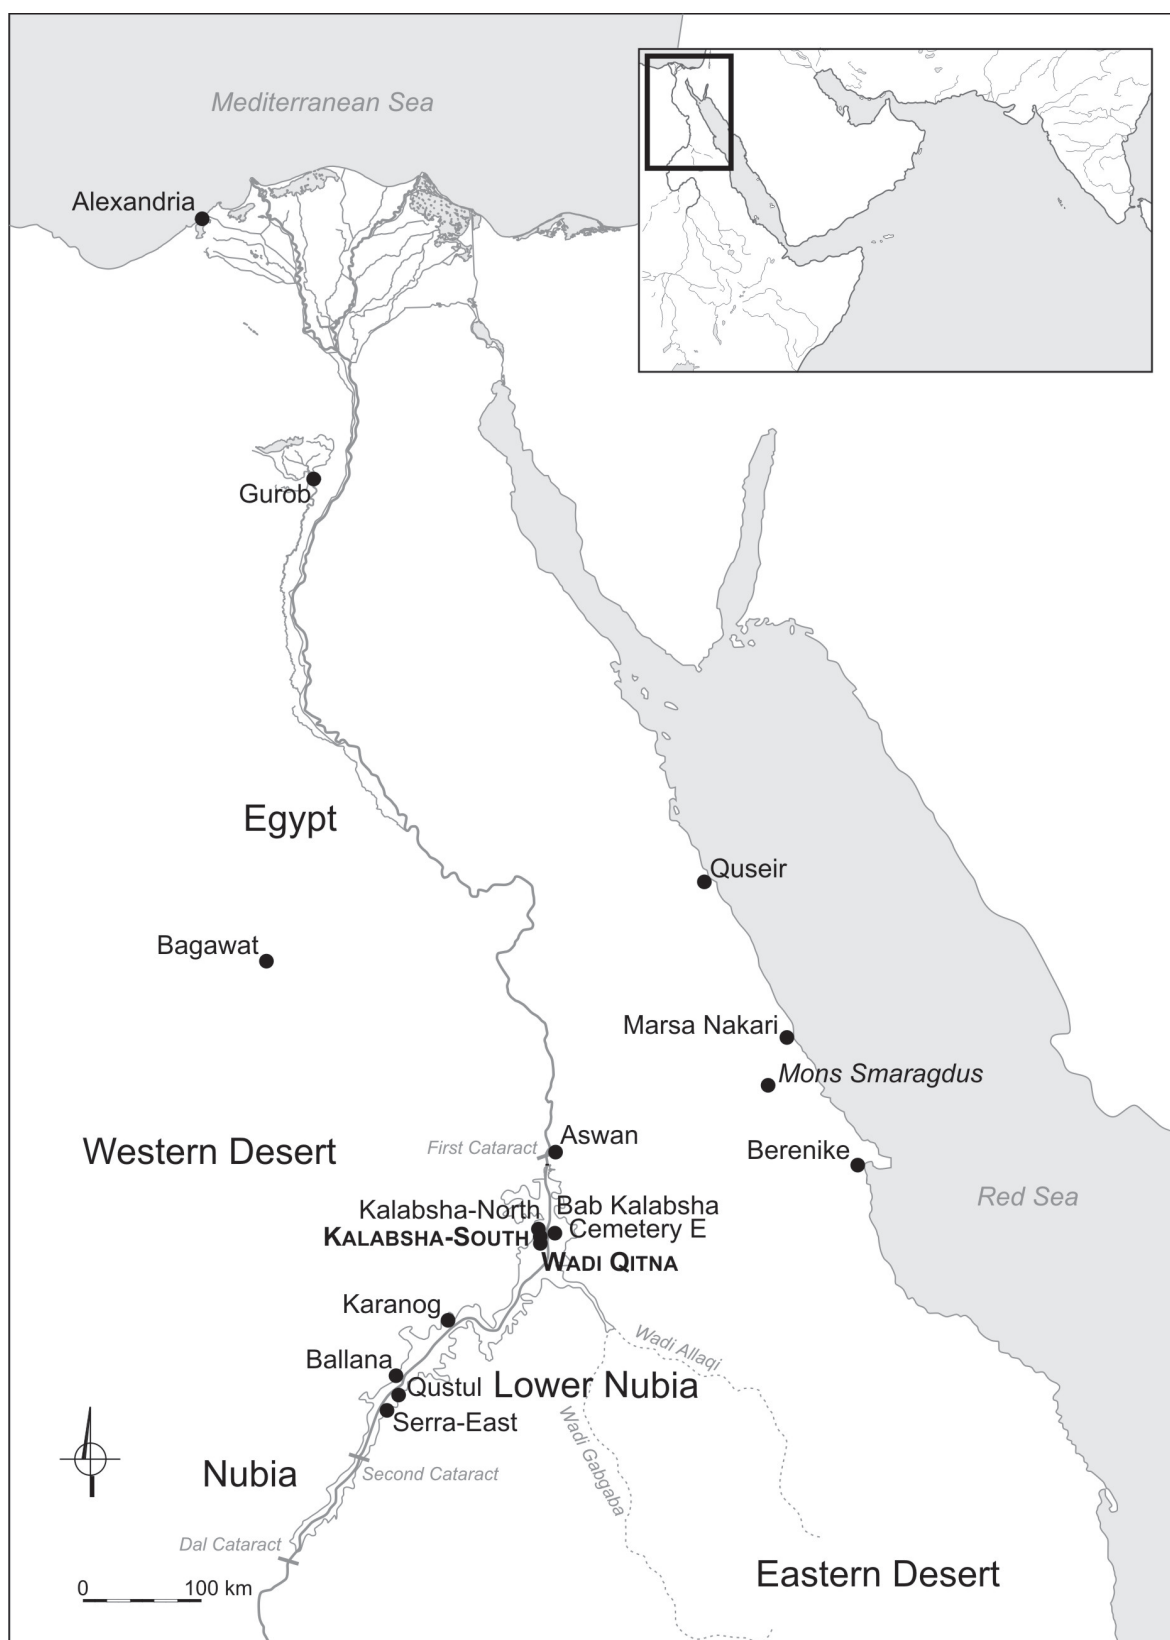 Mediterranean Sea
Alexandria
Gurob
Egypt
Quseir
Bagawat
Marsa Nakari
Mons Smaragdus
Western Desert
First Cataract
Aswan
Berenike
Red Sea
Kalabsha-North
Bab Kalabsha
KALABSHA-SOUTH
Cemetery E
WADI QITNA
Karanog
Wadi Allaqi
Ballana
Qustul
Lower Nubia
Serra-East
Wadi Gabgaba
Nubia
Second Cataract
Dal Cataract
Eastern Desert
0 100 km